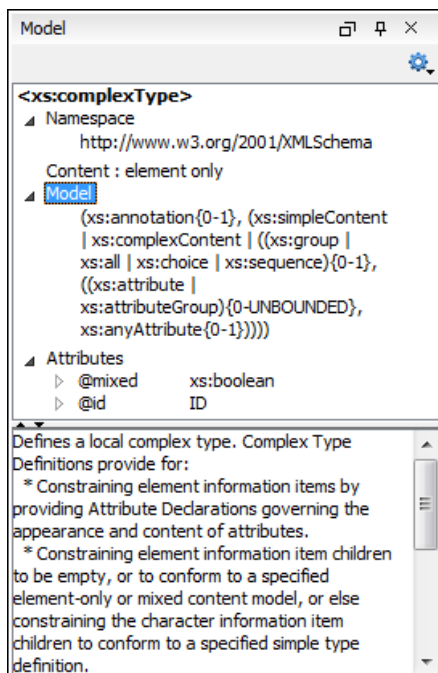 Model
<xs:complexType>
Namespace
http://www.w3.org/2001/XMLSchema
Content : element only
Model
(xs:annotation{0-1}, (xs:simpleContent
| xs:complexContent | ((xs:group |
xs:all | xs:choice | xs:sequence){0-1},
((xs:attribute |
xs:attributeGroup){0-UNBOUNDED},
xs:anyAttribute{0-1}))))
Attributes
@mixed xs:boolean
@id ID
Defines a local complex type. Complex Type
Definitions provide for:
* Constraining element information items by
providing Attribute Declarations governing the
appearance and content of attributes.
* Constraining element information item children
to be empty, or to conform to a specified
element-only or mixed content model, or else
constraining the character information item
children to conform to a specified simple type
definition.